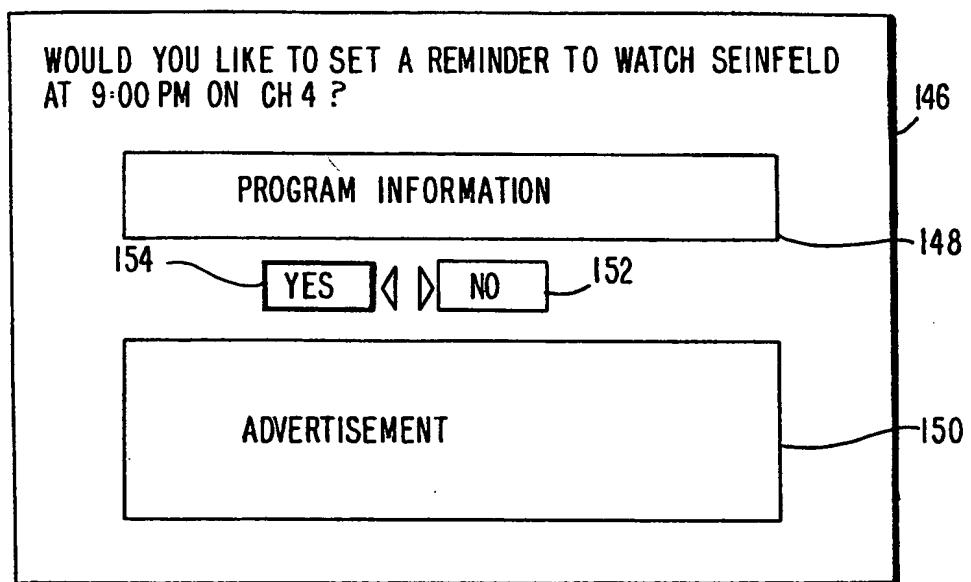 WOULD YOU LIKE TO SET A REMINDER TO WATCH SEINFELD
AT 9:00 PM ON CH 4 ?
146
PROGRAM INFORMATION
148
154
YES
NO
152
ADVERTISEMENT
150